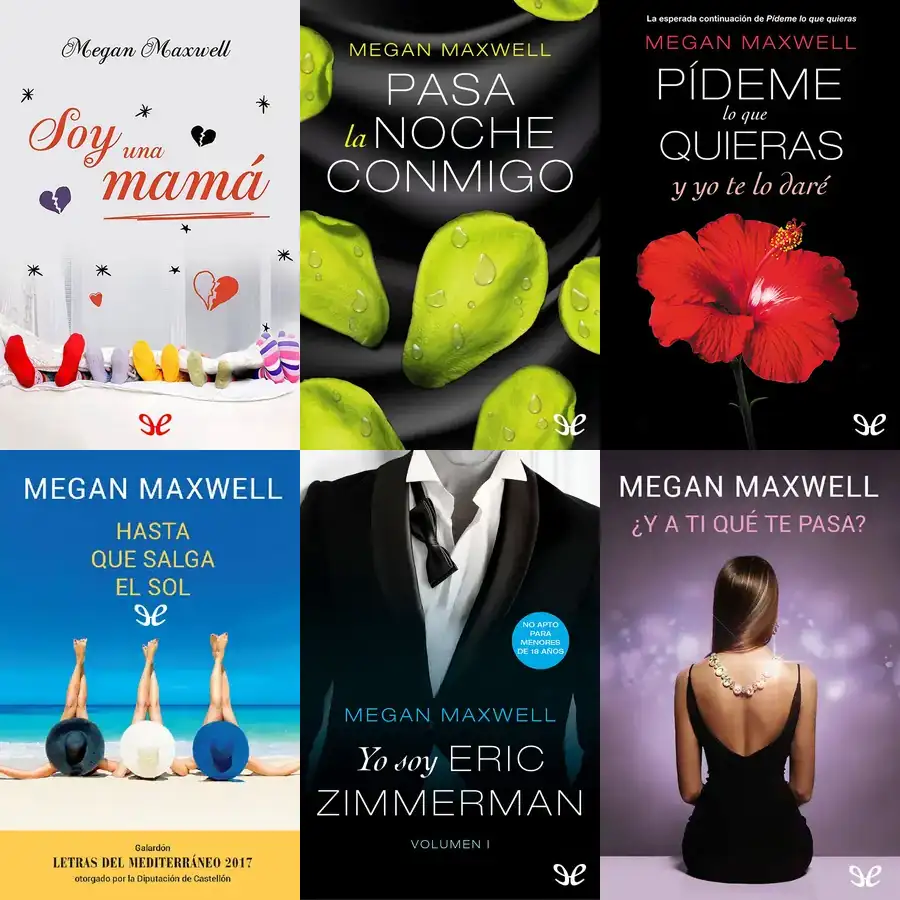 Megan Maxwell
Soy una
mamá
MEGAN MAXWELL
PASA
la NOCHE
CONMIGO
La esperada continuación de Pídeme lo que quieras
MEGAN MAXWELL
PÍDEME
lo que
QUIERAS
y yo te lo daré
MEGAN MAXWELL
HASTA
QUE SALGA
EL SOL
Galardón
LETRAS DEL MEDITERRÁNEO 2017
otorgado por la Diputación de Castellón
NO APTO
PARA
MENORES
DE 18 AÑOS
MEGAN MAXWELL
Yo soy ERIC
ZIMMERMAN
VOLUMEN I
MEGAN MAXWELL
¿Y A TI QUÉ TE PASA?